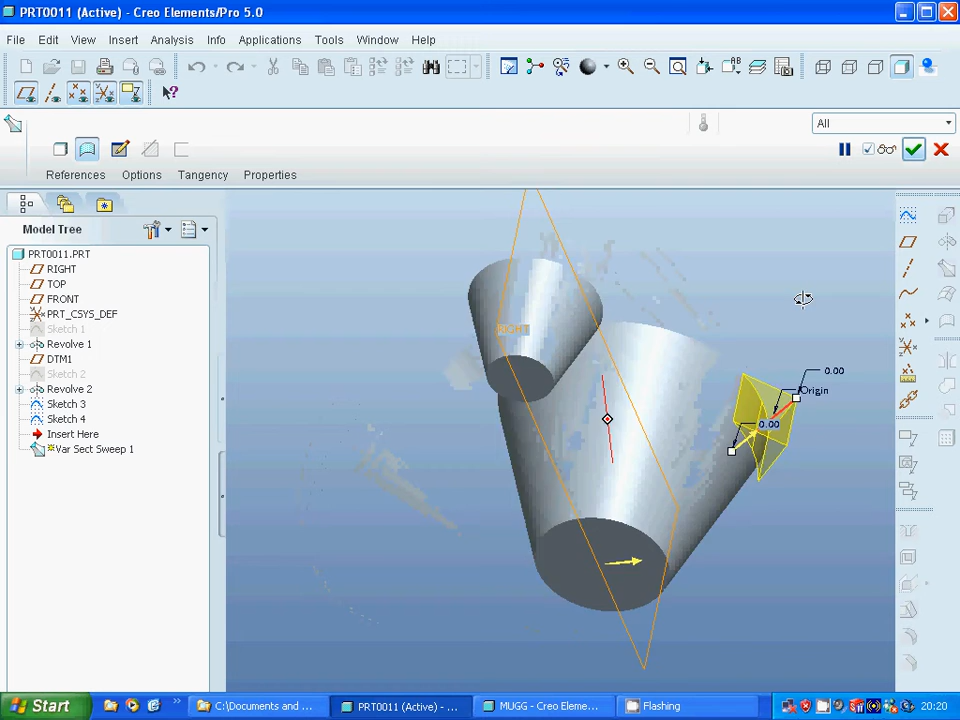 PRT0011 (Active) - Creo Elements/Pro 5.0
File Edit View Insert Analysis Info Applications Tools Window Help
All
References Options Tangency Properties
Model Tree
PRT0011.PRT
RIGHT
TOP
FRONT
PRT_CSYS_DEF
Sketch 1
Revolve 1
DTM1
Sketch 2
Revolve 2
Sketch 3
Sketch 4
Insert Here
*Var Sect Sweep 1
RIGHT
0.00
Origin
0.00
Start C:\Documents and ... PRT0011 (Active) - ... MUGG - Creo Eleme... Flashing 20:20